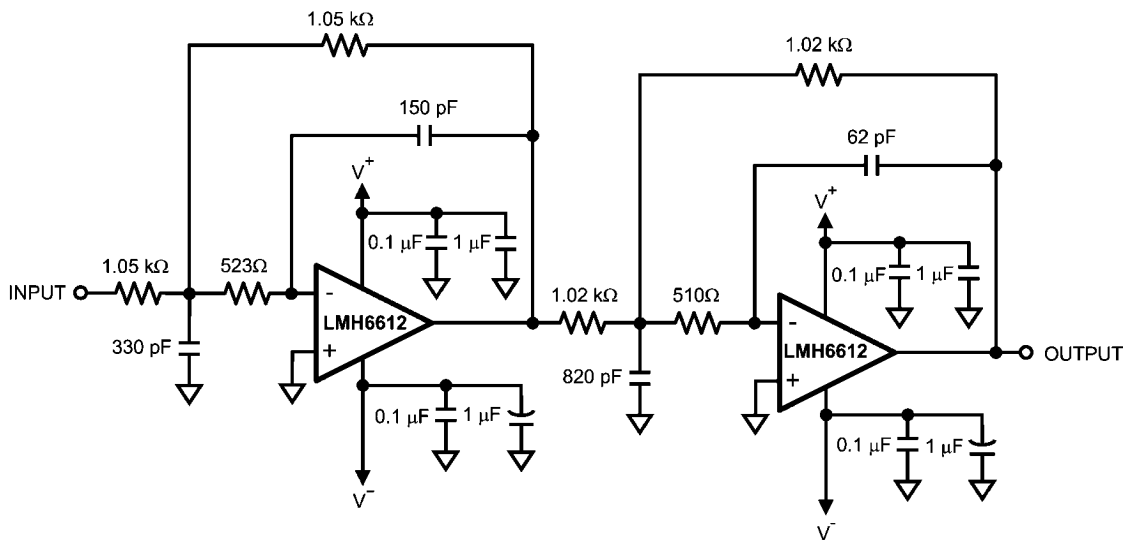 1.05 kΩ
1.02 kΩ
150 pF
62 pF
V+
V+
0.1 µF
1 µF
0.1 µF
1 µF
1.05 kΩ
523Ω
INPUT
-
LMH6612
+
1.02 kΩ
510Ω
-
LMH6612
+
OUTPUT
330 pF
820 pF
0.1 µF
1 µF
0.1 µF
1 µF
V-
V-